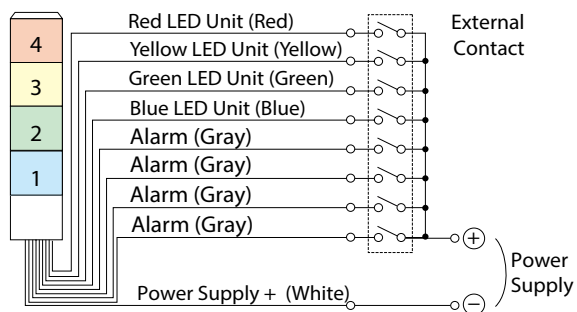 Red LED Unit (Red)
External
Contact
4
Yellow LED Unit (Yellow)
3
Green LED Unit (Green)
2
Blue LED Unit (Blue)
Alarm (Gray)
1
Alarm (Gray)
Alarm (Gray)
Alarm (Gray)
+
Power
Supply
Power Supply + (White)
−